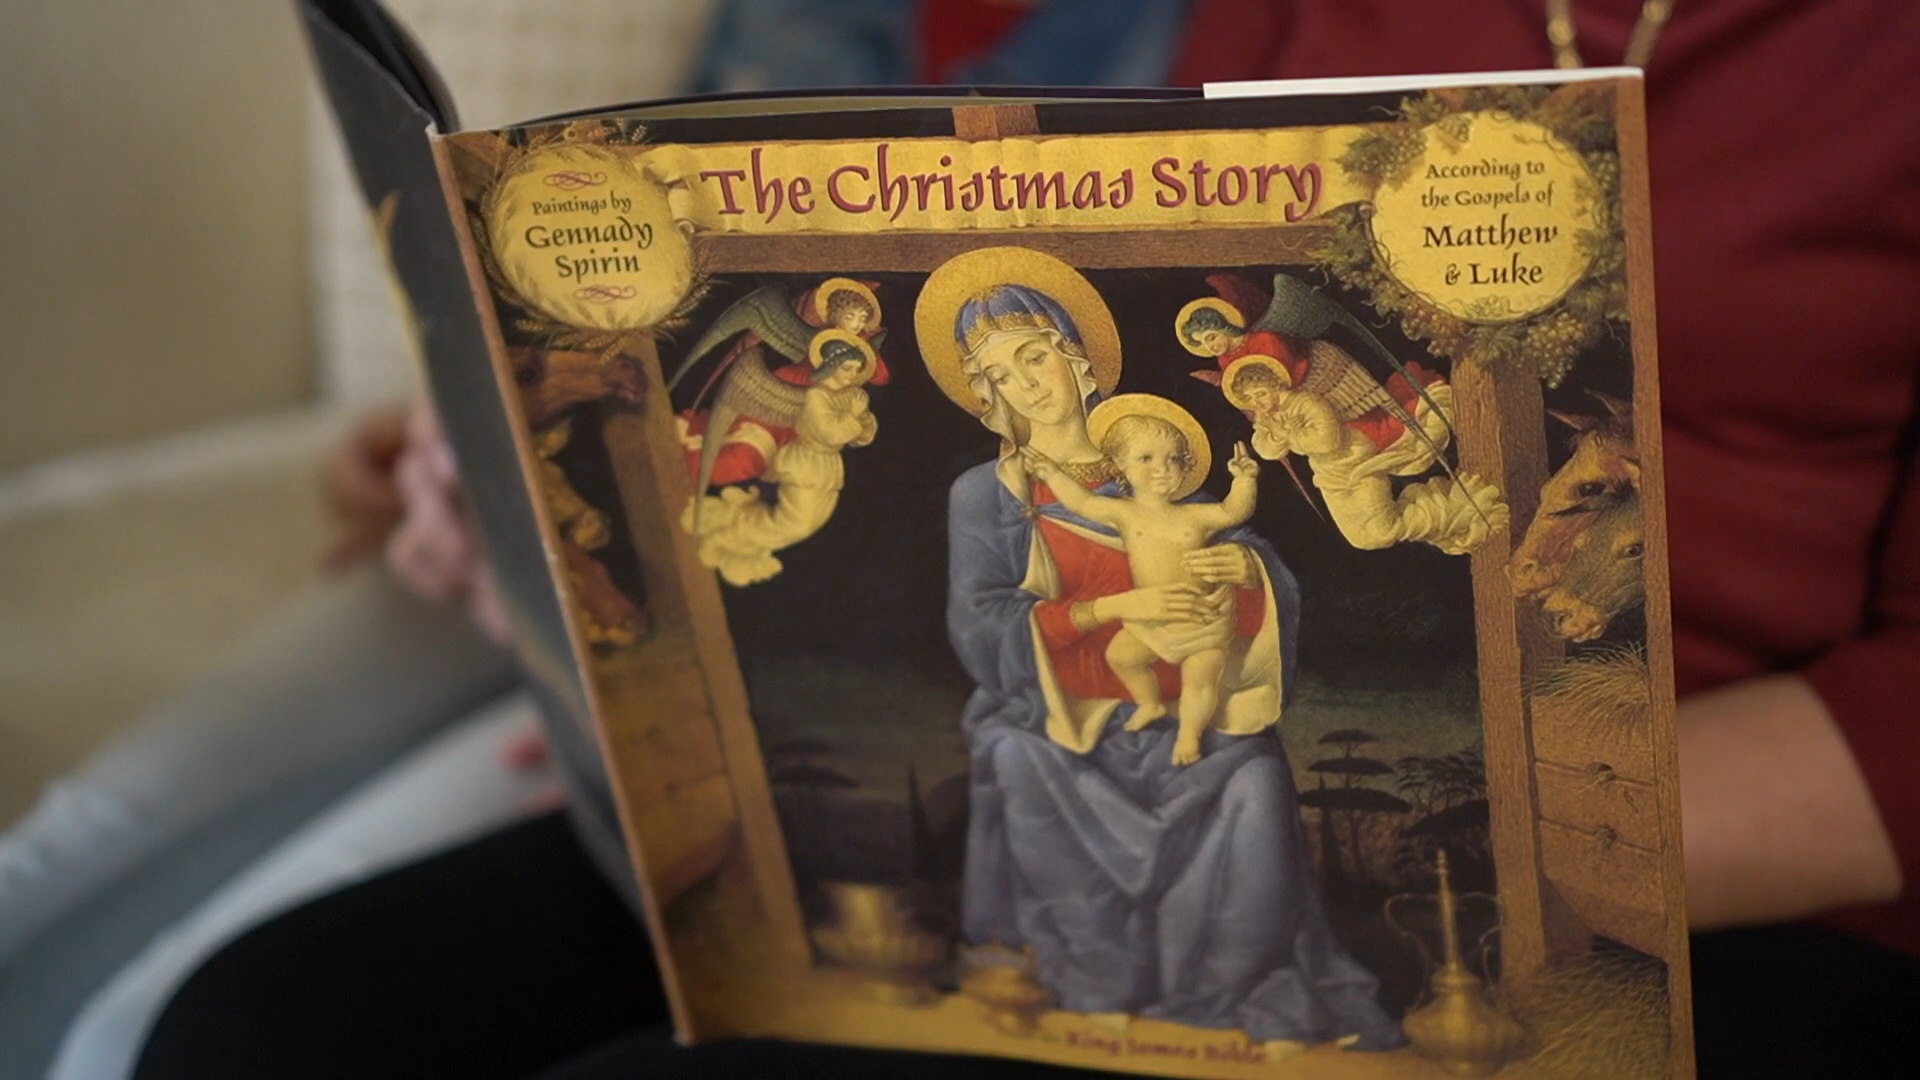 Paintings by
Gennady
Spirin
The Christmas Story
According to
the Gospels of
Matthew
& Luke
King James Bible